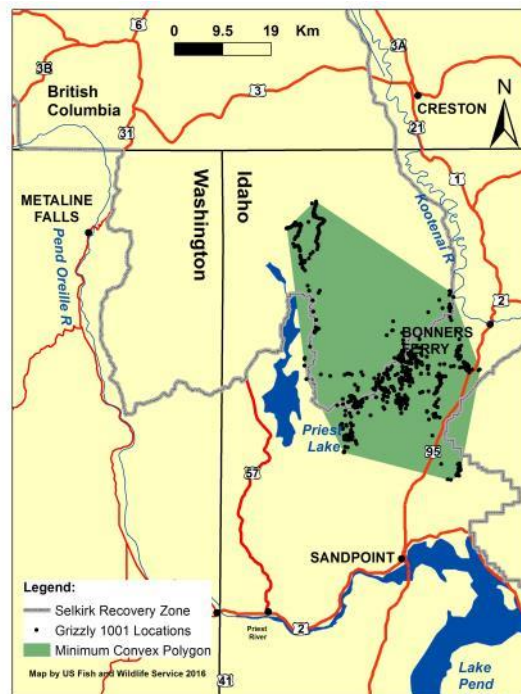 0 9.5 19 Km
6
3A
3B
British
Columbia
3
CRESTON
N
31
21
1
METALINE
FALLS
Washington
Idaho
Kootenai R
Pend Oreille R
2
BONNERS
FERRY
Priest
Lake
95
57
SANDPOINT
Legend:
Selkirk Recovery Zone
Grizzly 1001 Locations
Minimum Convex Polygon
Map by US Fish and Wildlife Service 2016
Priest
River
2
41
Lake
Pend